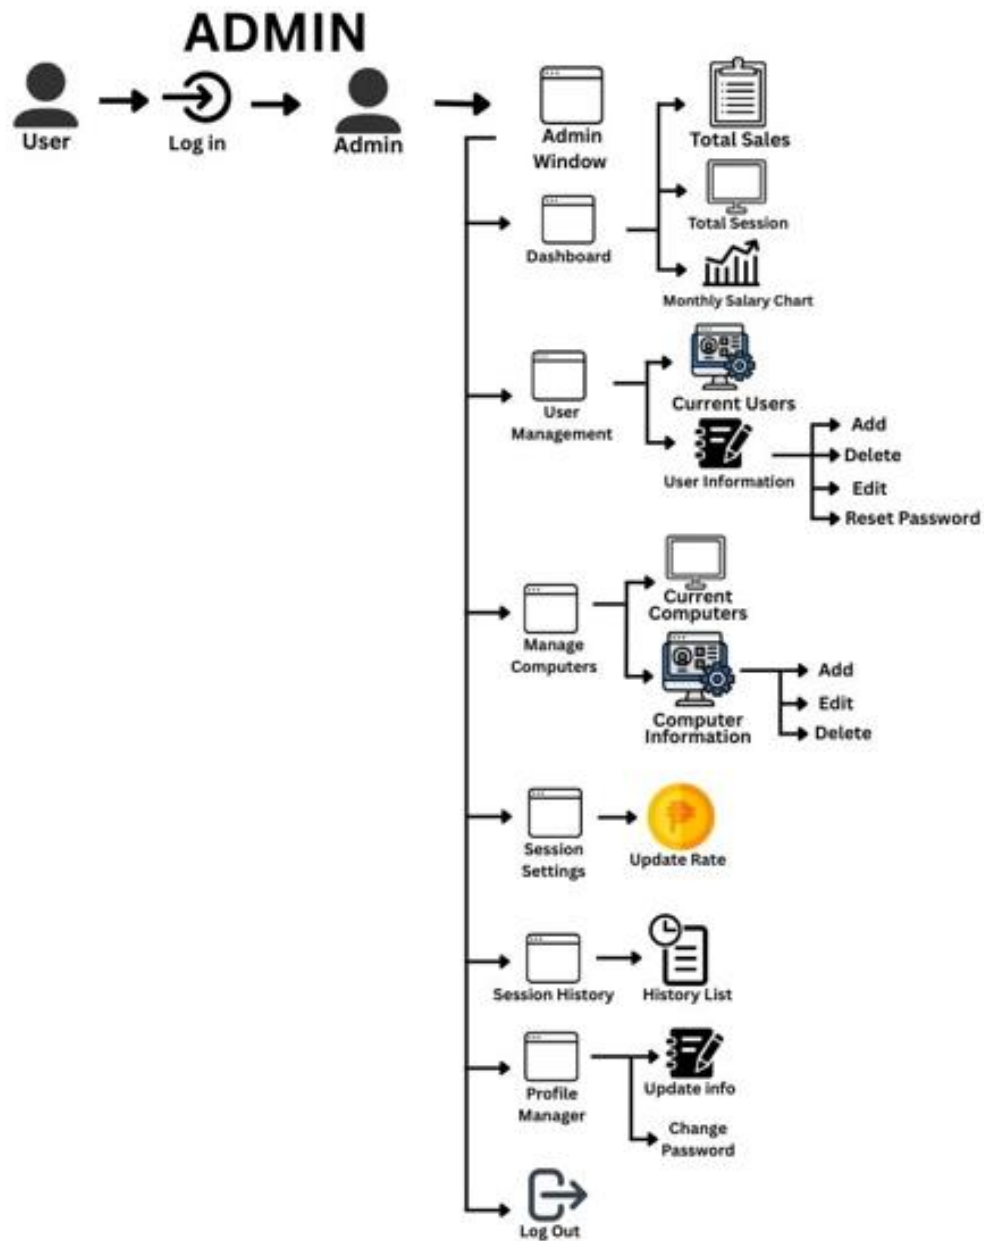 ADMIN
User
Log in
Admin
Admin
Window
Total Sales
Total Session
Dashboard
Monthly Salary Chart
User
Management
Current Users
User Information
Add
Delete
Edit
Reset Password
Manage
Computers
Current
Computers
Computer
Information
Add
Edit
Delete
Session
Settings
Update Rate
Session History
History List
Profile
Manager
Update info
Change
Password
Log Out